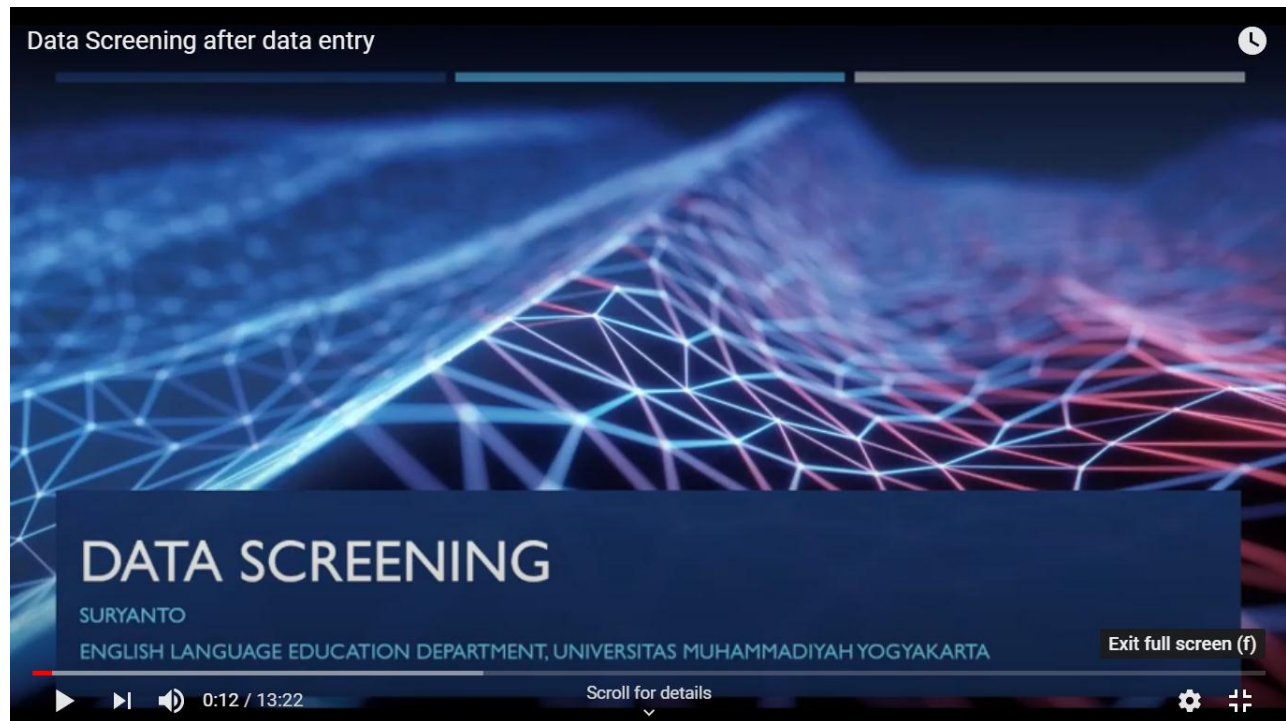 Data Screening after data entry
DATA SCREENING
SURYANTO
ENGLISH LANGUAGE EDUCATION DEPARTMENT, UNIVERSITAS MUHAMMADIYAH YOGYAKARTA
Exit full screen (f)
0:12 / 13:22
Scroll for details